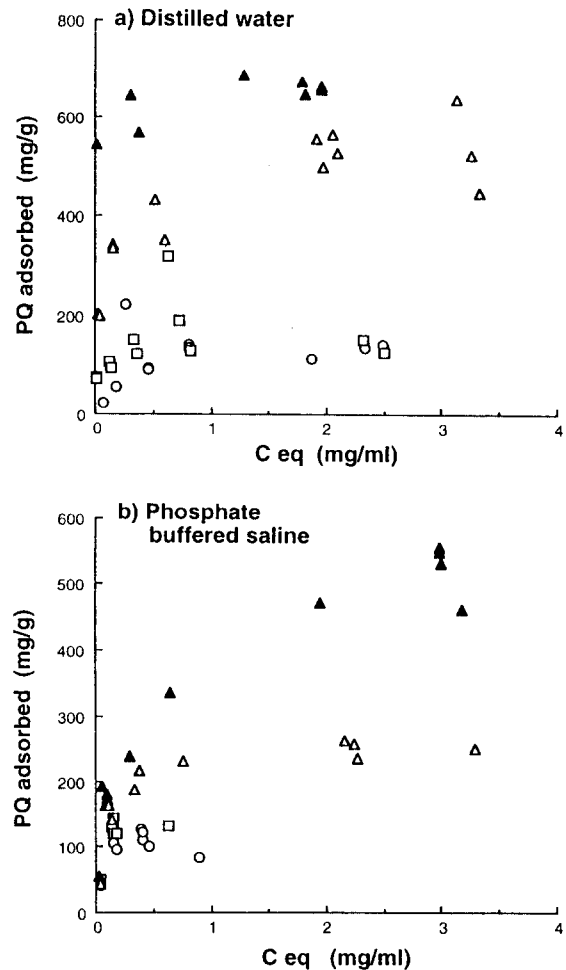 a) Distilled water
800
600
400
200
0
PQ adsorbed (mg/g)
0 1 2 3 4
C eq (mg/ml)
b) Phosphate
buffered saline
600
500
400
300
200
100
0
PQ adsorbed (mg/g)
0 1 2 3 4
C eq (mg/ml)